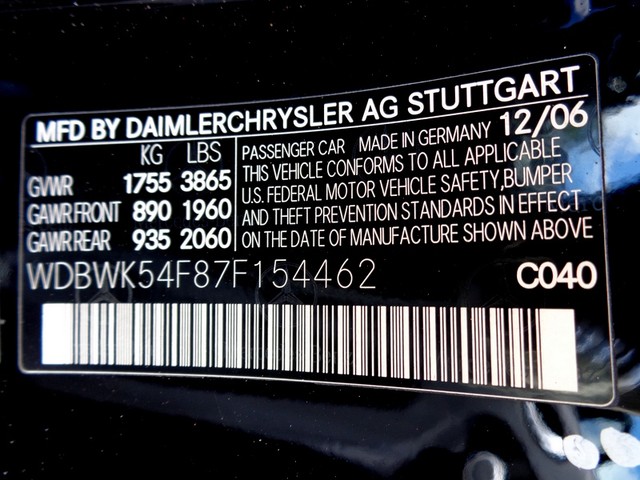 MFD BY DAIMLERCHRYSLER AG STUTTGART
KG LBS
GVWR 1755 3865
GAWR FRONT 890 1960
GAWR REAR 935 2060
PASSENGER CAR MADE IN GERMANY 12/06
THIS VEHICLE CONFORMS TO ALL APPLICABLE
U.S. FEDERAL MOTOR VEHICLE SAFETY, BUMPER
AND THEFT PREVENTION STANDARDS IN EFFECT
ON THE DATE OF MANUFACTURE SHOWN ABOVE
WDBWK54F87F154462 C040